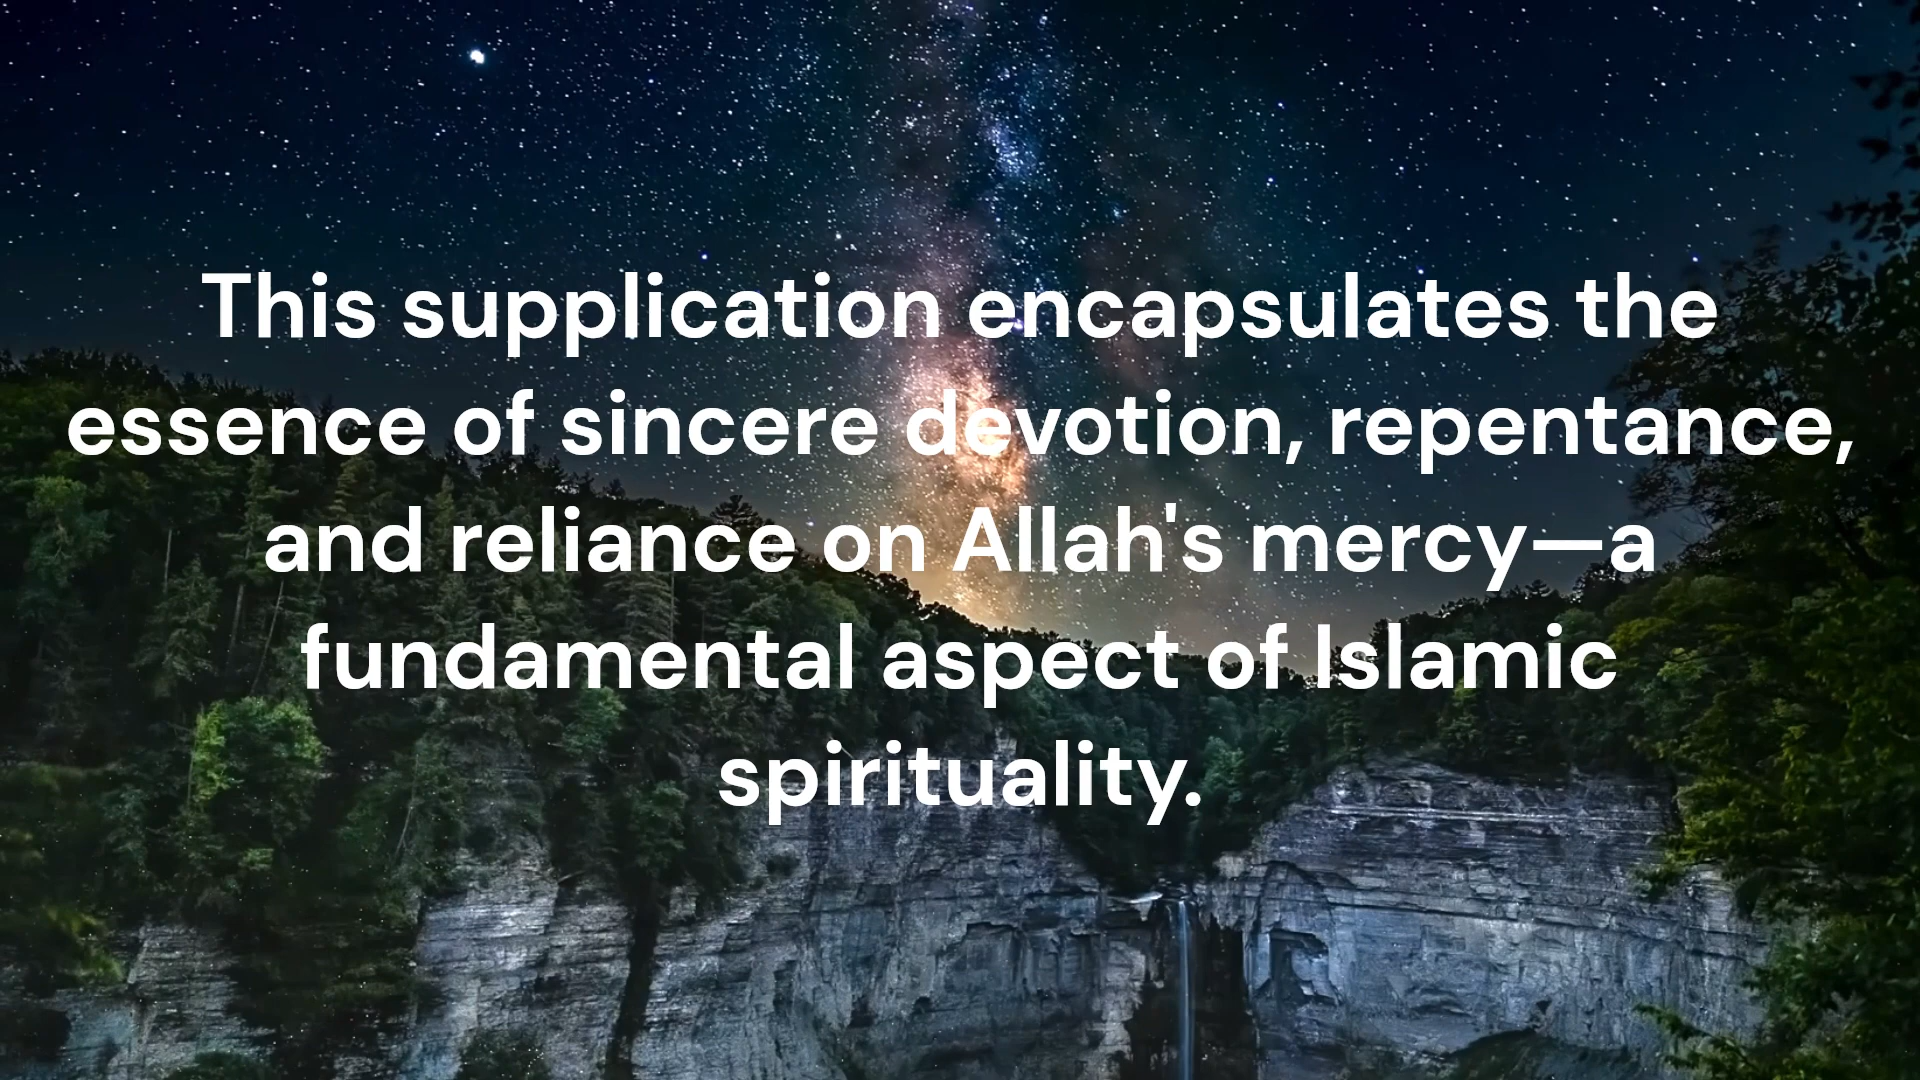 This supplication encapsulates the
essence of sincere devotion, repentance,
and reliance on Allah's mercy—a
fundamental aspect of Islamic
spirituality.